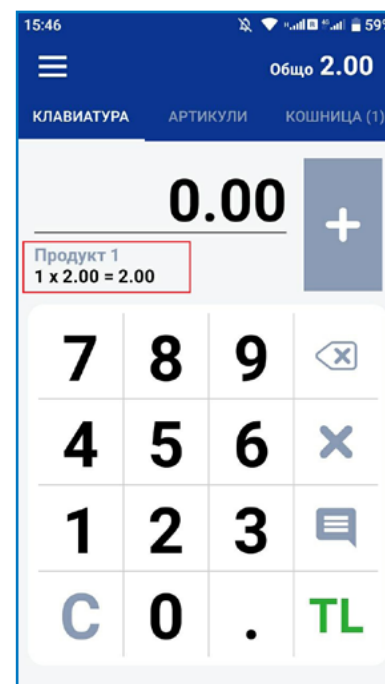 15:46 59%
Общо 2.00
КЛАВИАТУРА АРТИКУЛИ КОШНИЦА (1)
0.00 +
Продукт 1
1 x 2.00 = 2.00
7 8 9
4 5 6
1 2 3
C 0 . TL